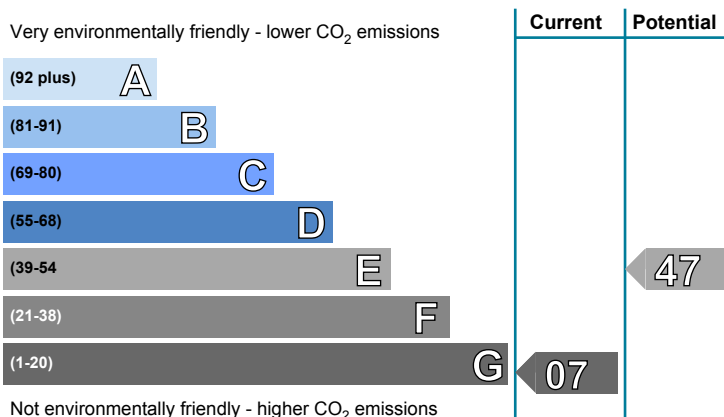 Current Potential
Very environmentally friendly - lower CO2 emissions
(92 plus) A
(81-91) B
(69-80) C
(55-68) D
(39-54 E 47
(21-38) F
(1-20) G 07
Not environmentally friendly - higher CO2 emissions